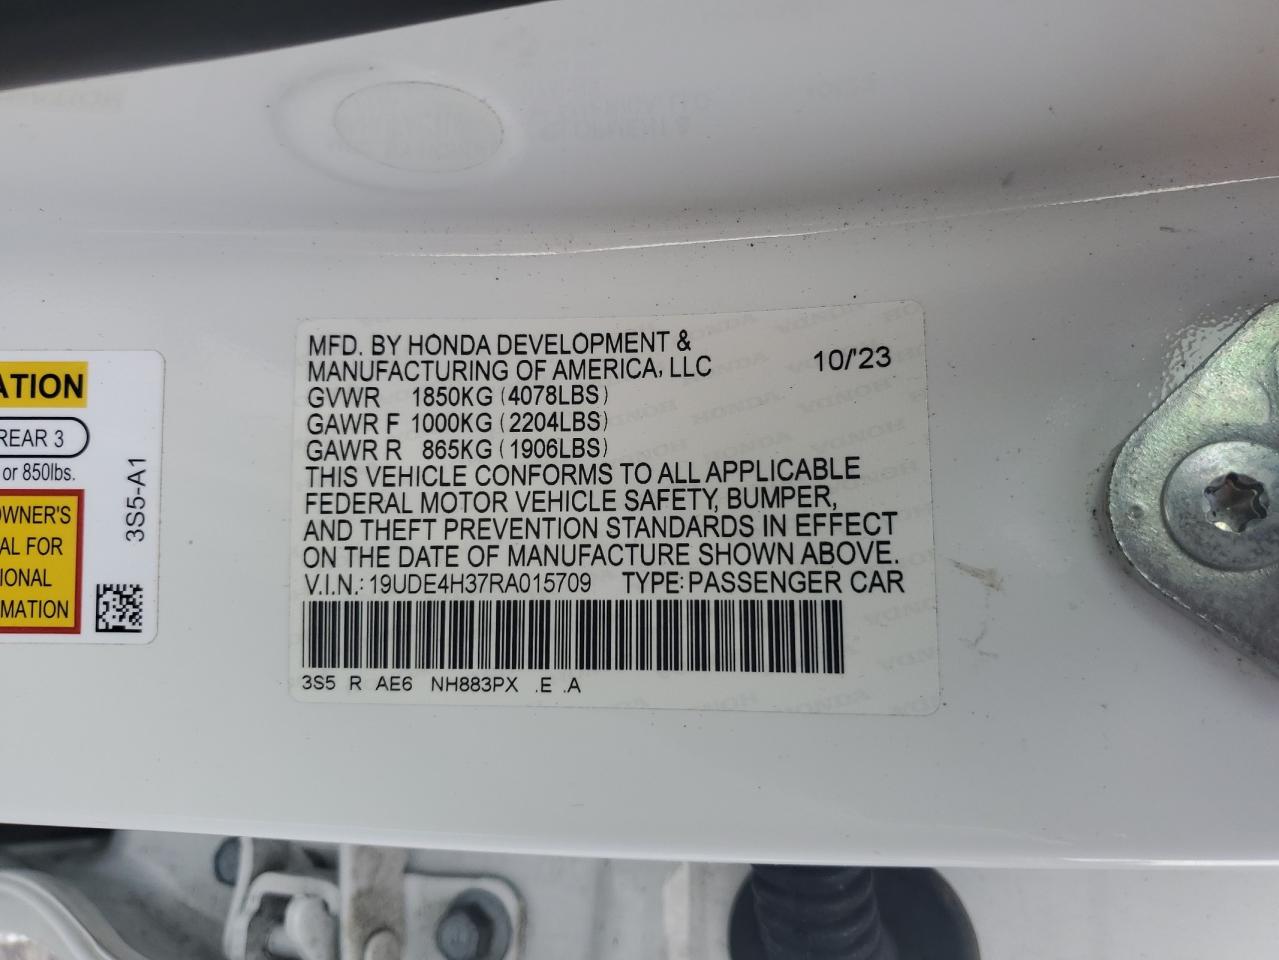 MFD. BY HONDA DEVELOPMENT &
MANUFACTURING OF AMERICA, LLC 10/'23
GVWR 1850KG (4078LBS)
GAWR F 1000KG (2204LBS)
GAWR R 865KG (1906LBS)
THIS VEHICLE CONFORMS TO ALL APPLICABLE
FEDERAL MOTOR VEHICLE SAFETY, BUMPER,
AND THEFT PREVENTION STANDARDS IN EFFECT
ON THE DATE OF MANUFACTURE SHOWN ABOVE.
V.I.N.: 19UDE4H37RA015709 TYPE: PASSENGER CAR
3S5 R AE6 NH883PX .E .A
ATION
REAR 3
or 850lbs.
OWNER'S
AL FOR
IONAL
RMATION
3S5-A1